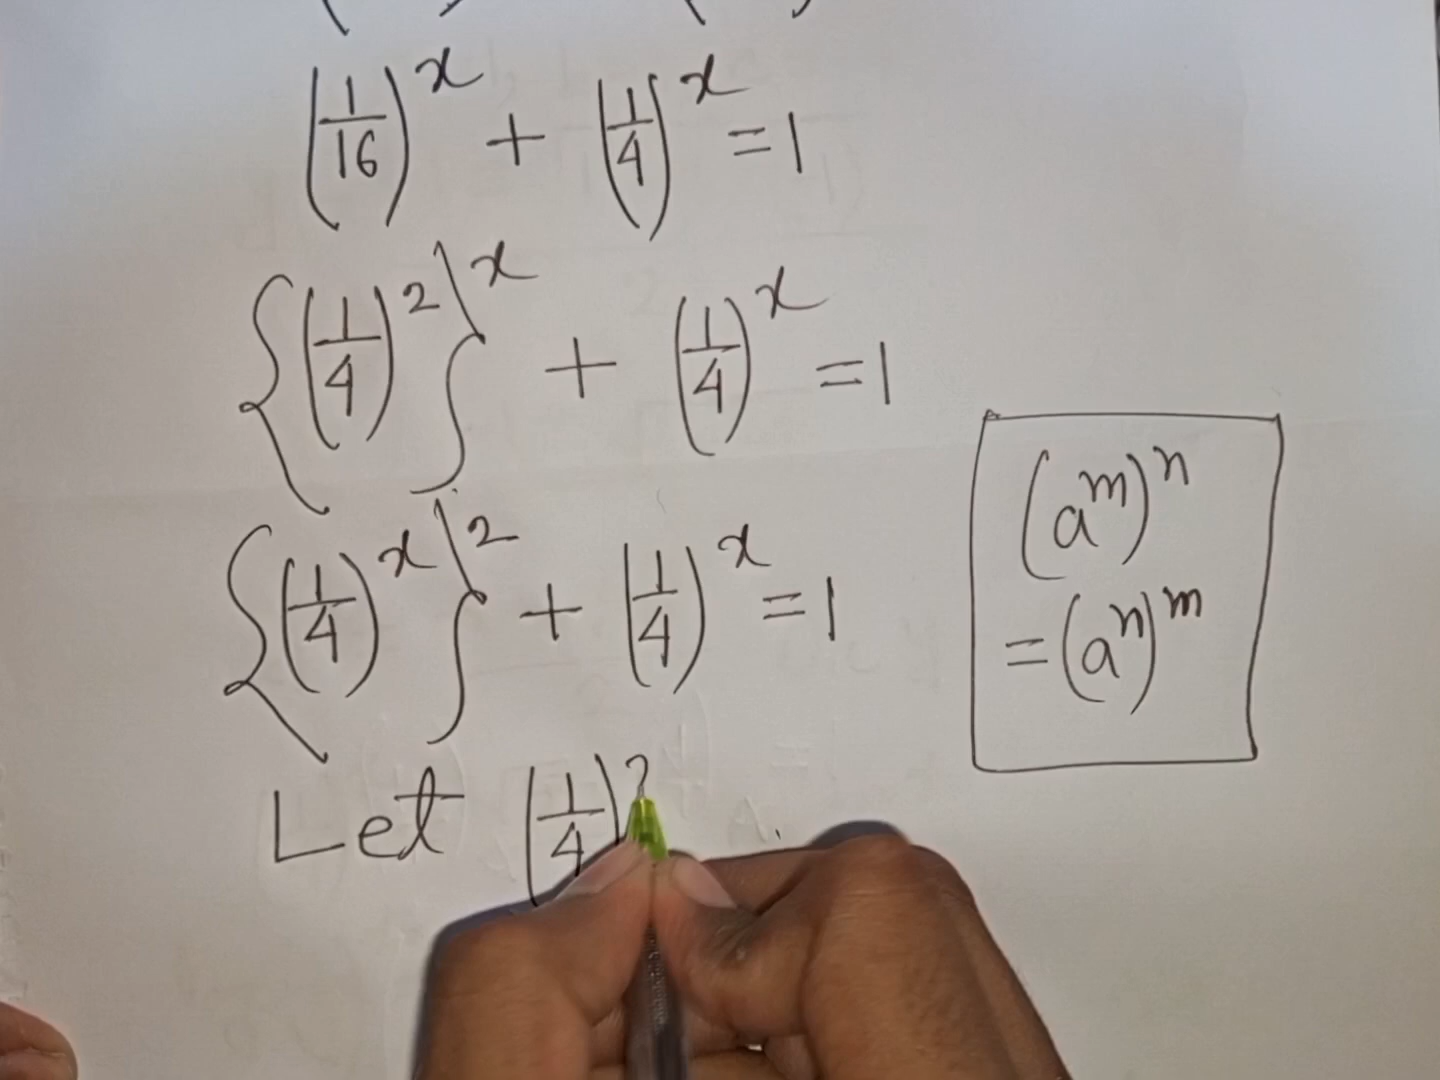 (1/16)^x + (1/4)^x = 1
{(1/4)^2}^x + (1/4)^x = 1
{(1/4)^x}^2 + (1/4)^x = 1
(a^m)^n
= (a^n)^m
Let (1/4)